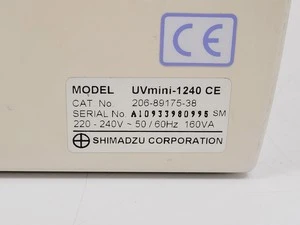 CE
MODEL UVmini-1240 CE
CAT. No. 206-89175-38
SERIAL No. A10933980995 SM
220 - 240V ~ 50 / 60Hz 160VA
SHIMADZU CORPORATION